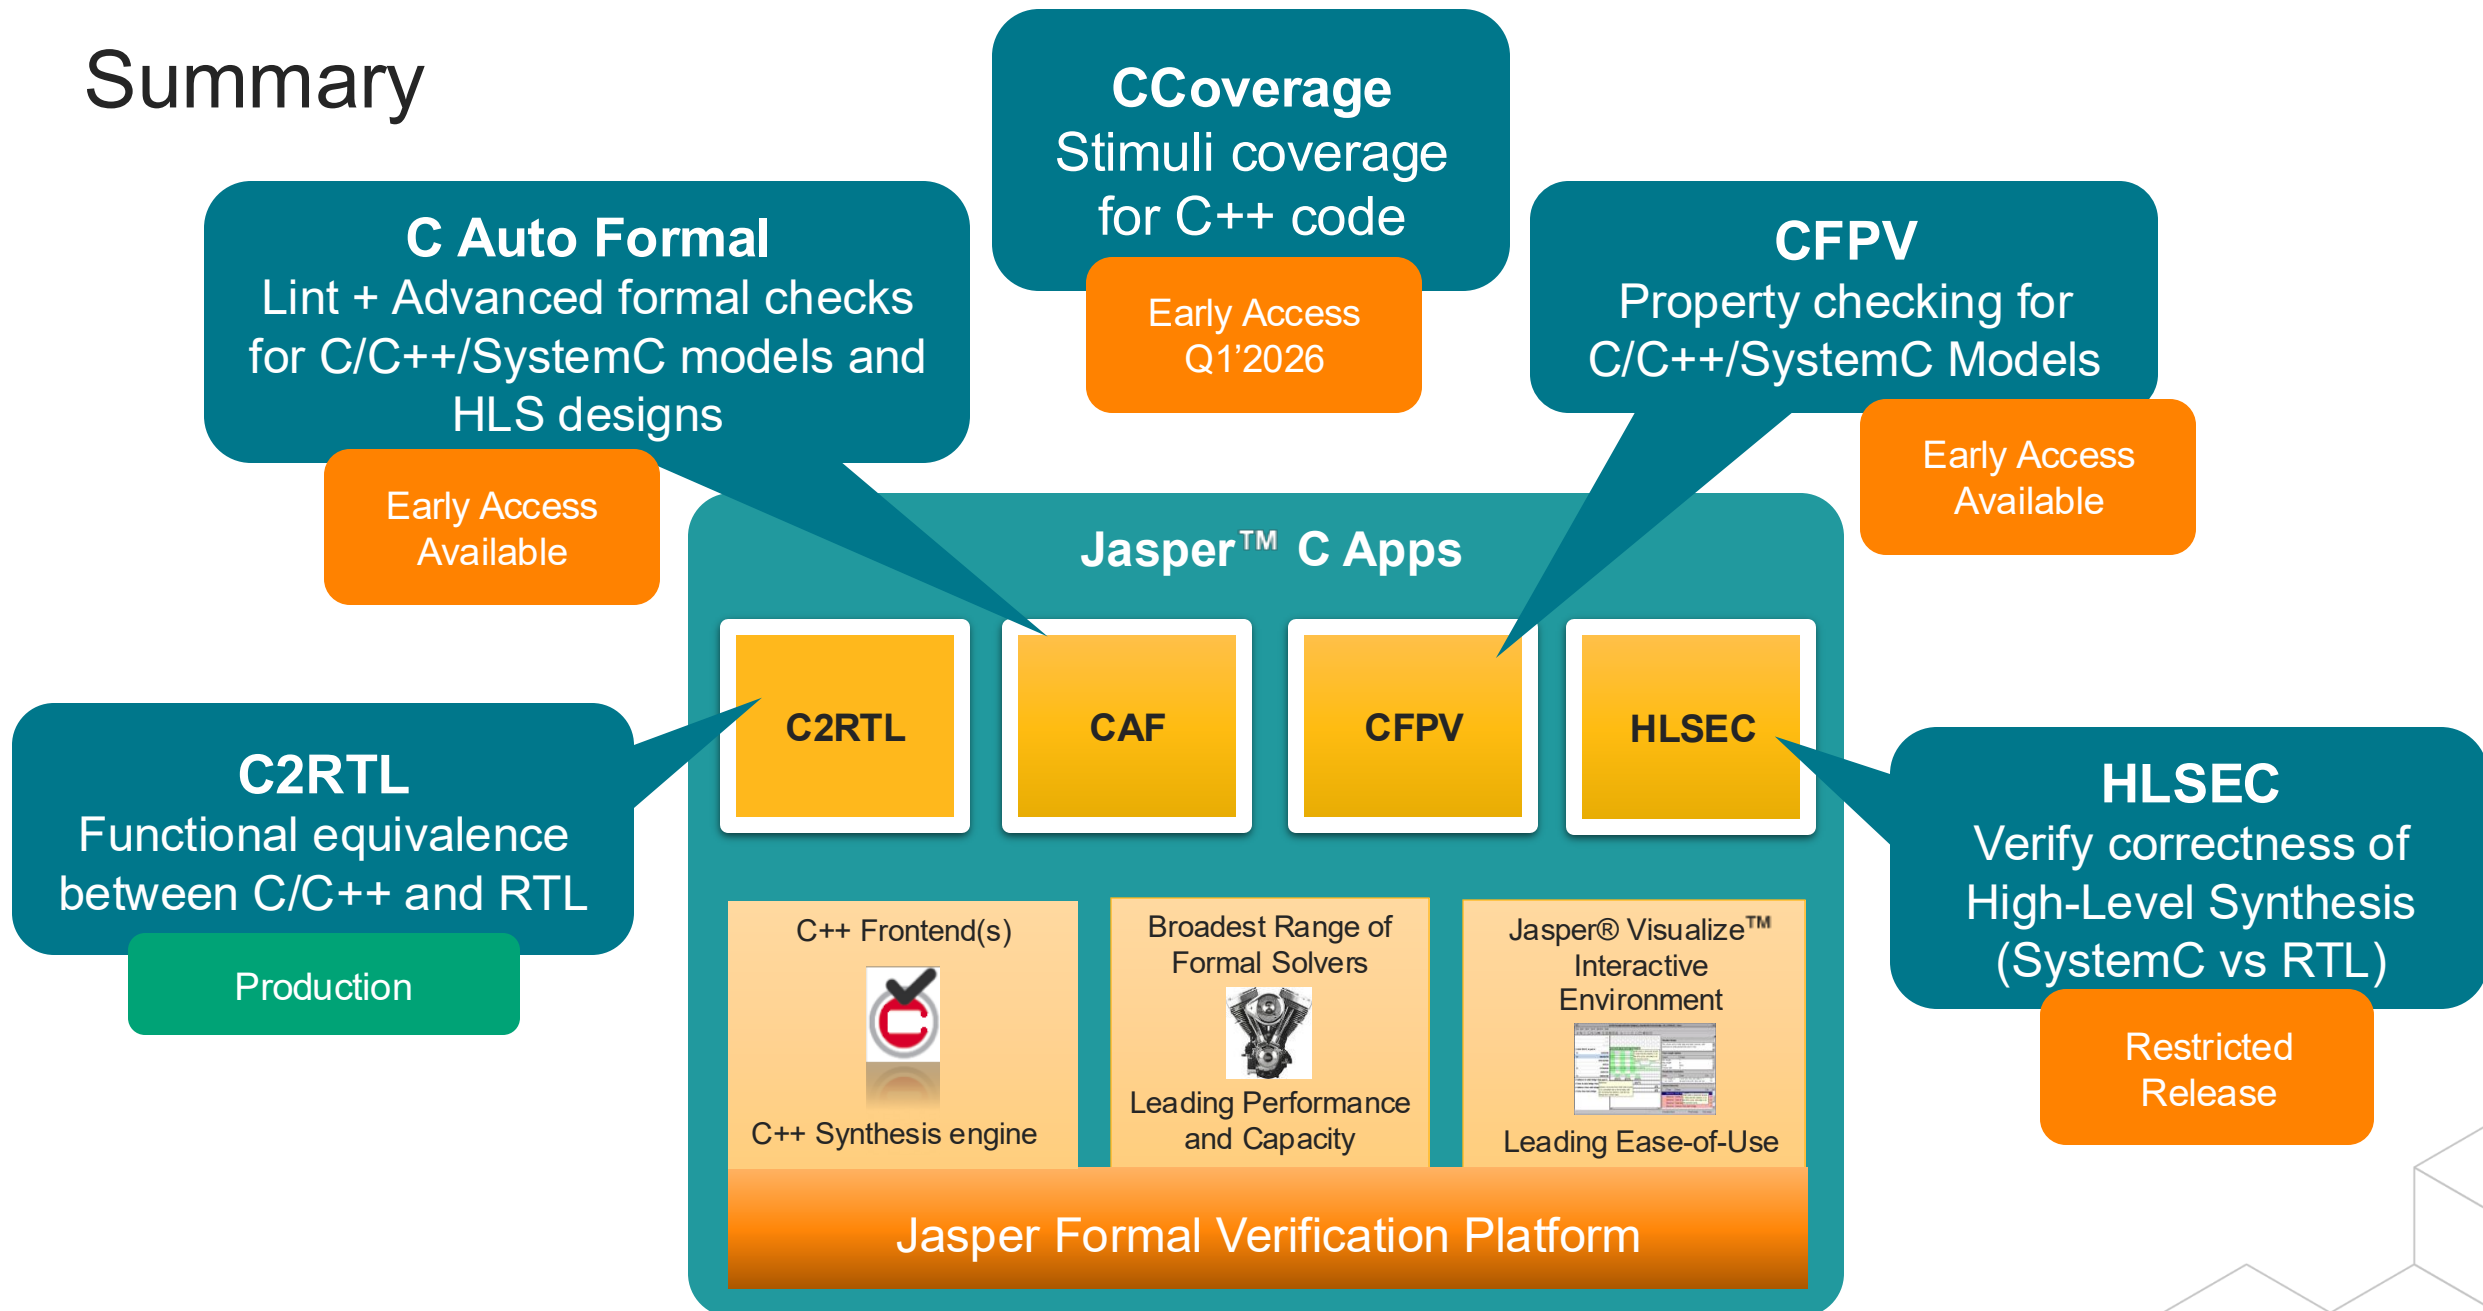 Summary
CCoverage
Stimuli coverage
for C++ code
Early Access
Q1’2026
C Auto Formal
Lint + Advanced formal checks
for C/C++/SystemC models and
HLS designs
Early Access
Available
CFPV
Property checking for
C/C++/SystemC Models
Early Access
Available
Jasper™ C Apps
C2RTL
CAF
CFPV
HLSEC
C2RTL
Functional equivalence
between C/C++ and RTL
Production
HLSEC
Verify correctness of
High-Level Synthesis
(SystemC vs RTL)
Restricted
Release
C++ Frontend(s)
C
C++ Synthesis engine
Broadest Range of
Formal Solvers
Leading Performance
and Capacity
Jasper® Visualize™
Interactive
Environment
Leading Ease-of-Use
Jasper Formal Verification Platform